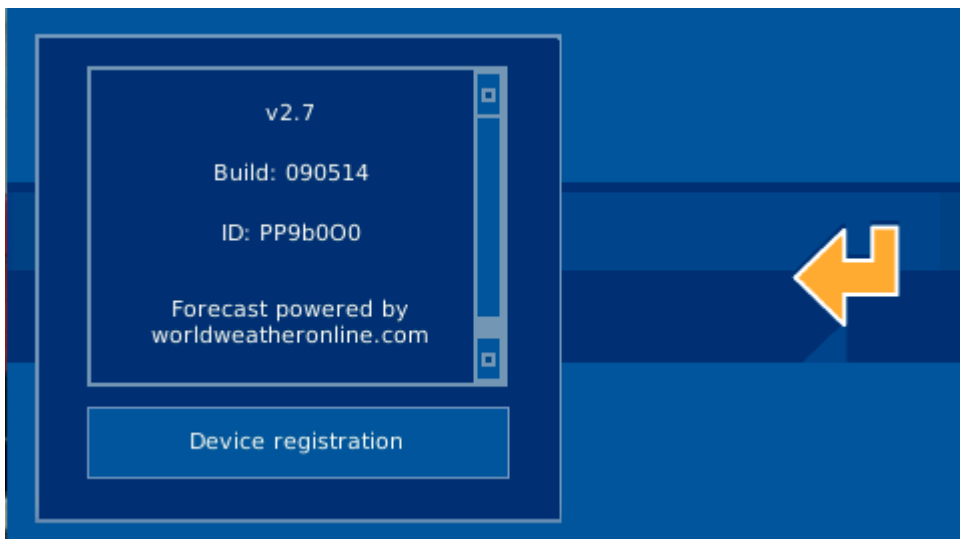 v2.7
Build: 090514
ID: PP9b0O0
Forecast powered by
worldweatheronline.com
Device registration